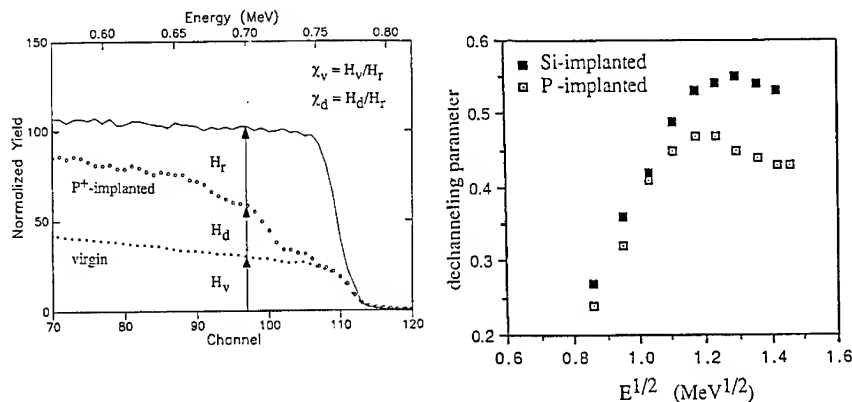 Energy (MeV)
0.60 0.65 0.70 0.75 0.80
150
100
50
0
Normalized Yield
χv = Hv/Hr
χd = Hd/Hr
Hr
P+-implanted
Hd
virgin
Hv
70 80 90 100 110 120
Channel
dechanneling parameter
0.6
0.5
0.4
0.3
0.2
Si-implanted
P-implanted
0.6 0.8 1.0 1.2 1.4 1.6
E1/2 (MeV1/2)